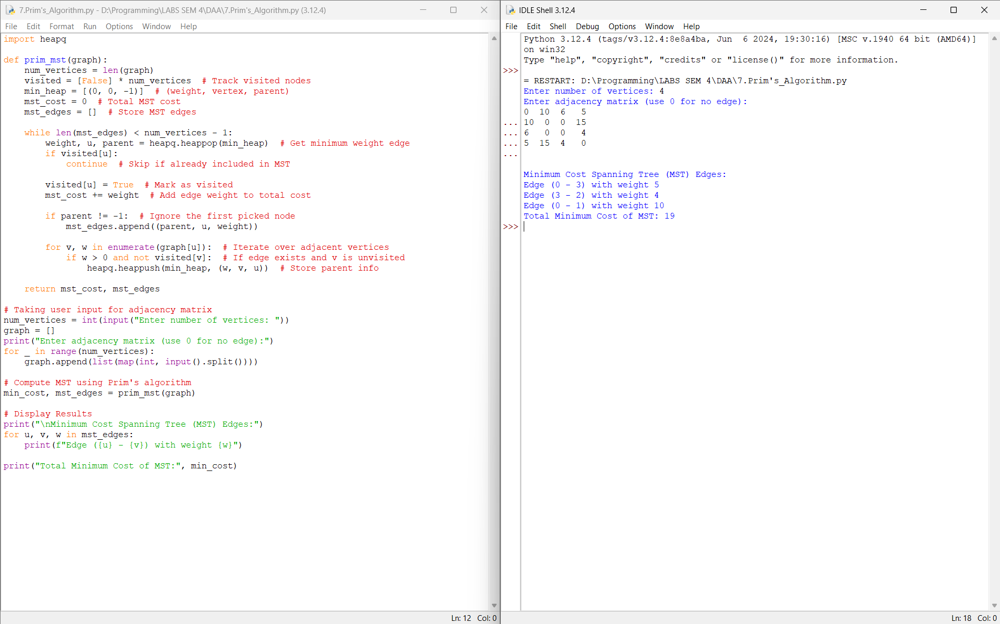 7.Prim's_Algorithm.py - D:\Programming\LABS SEM 4\DAA\7.Prim's_Algorithm.py (3.12.4)
File Edit Format Run Options Window Help
import heapq

def prim_mst(graph):
    num_vertices = len(graph)
    visited = [False] * num_vertices  # Track visited nodes
    min_heap = [(0, 0, -1)]  # (weight, vertex, parent)
    mst_cost = 0  # Total MST cost
    mst_edges = []  # Store MST edges

    while len(mst_edges) < num_vertices - 1:
        weight, u, parent = heapq.heappop(min_heap)  # Get minimum weight edge
        if visited[u]:
            continue  # Skip if already included in MST

        visited[u] = True  # Mark as visited
        mst_cost += weight  # Add edge weight to total cost

        if parent != -1:  # Ignore the first picked node
            mst_edges.append((parent, u, weight))

        for v, w in enumerate(graph[u]):  # Iterate over adjacent vertices
            if w > 0 and not visited[v]:  # If edge exists and v is unvisited
                heapq.heappush(min_heap, (w, v, u))  # Store parent info

    return mst_cost, mst_edges

# Taking user input for adjacency matrix
num_vertices = int(input("Enter number of vertices: "))
graph = []
print("Enter adjacency matrix (use 0 for no edge):")
for _ in range(num_vertices):
    graph.append(list(map(int, input().split())))

# Compute MST using Prim's algorithm
min_cost, mst_edges = prim_mst(graph)

# Display Results
print("\nMinimum Cost Spanning Tree (MST) Edges:")
for u, v, w in mst_edges:
    print(f"Edge ({u} - {v}) with weight {w}")

print("Total Minimum Cost of MST:", min_cost)
Ln: 12 Col: 0
IDLE Shell 3.12.4
File Edit Shell Debug Options Window Help
Python 3.12.4 (tags/v3.12.4:8e8a4ba, Jun  6 2024, 19:30:16) [MSC v.1940 64 bit (AMD64)]
on win32
Type "help", "copyright", "credits" or "license()" for more information.
>>>
= RESTART: D:\Programming\LABS SEM 4\DAA\7.Prim's_Algorithm.py
Enter number of vertices: 4
Enter adjacency matrix (use 0 for no edge):
0  10  6   5
... 10  0  0  15
... 6   0  0   4
... 5  15  4   0
...

Minimum Cost Spanning Tree (MST) Edges:
Edge (0 - 3) with weight 5
Edge (3 - 2) with weight 4
Edge (0 - 1) with weight 10
Total Minimum Cost of MST: 19
>>>
Ln: 18 Col: 0